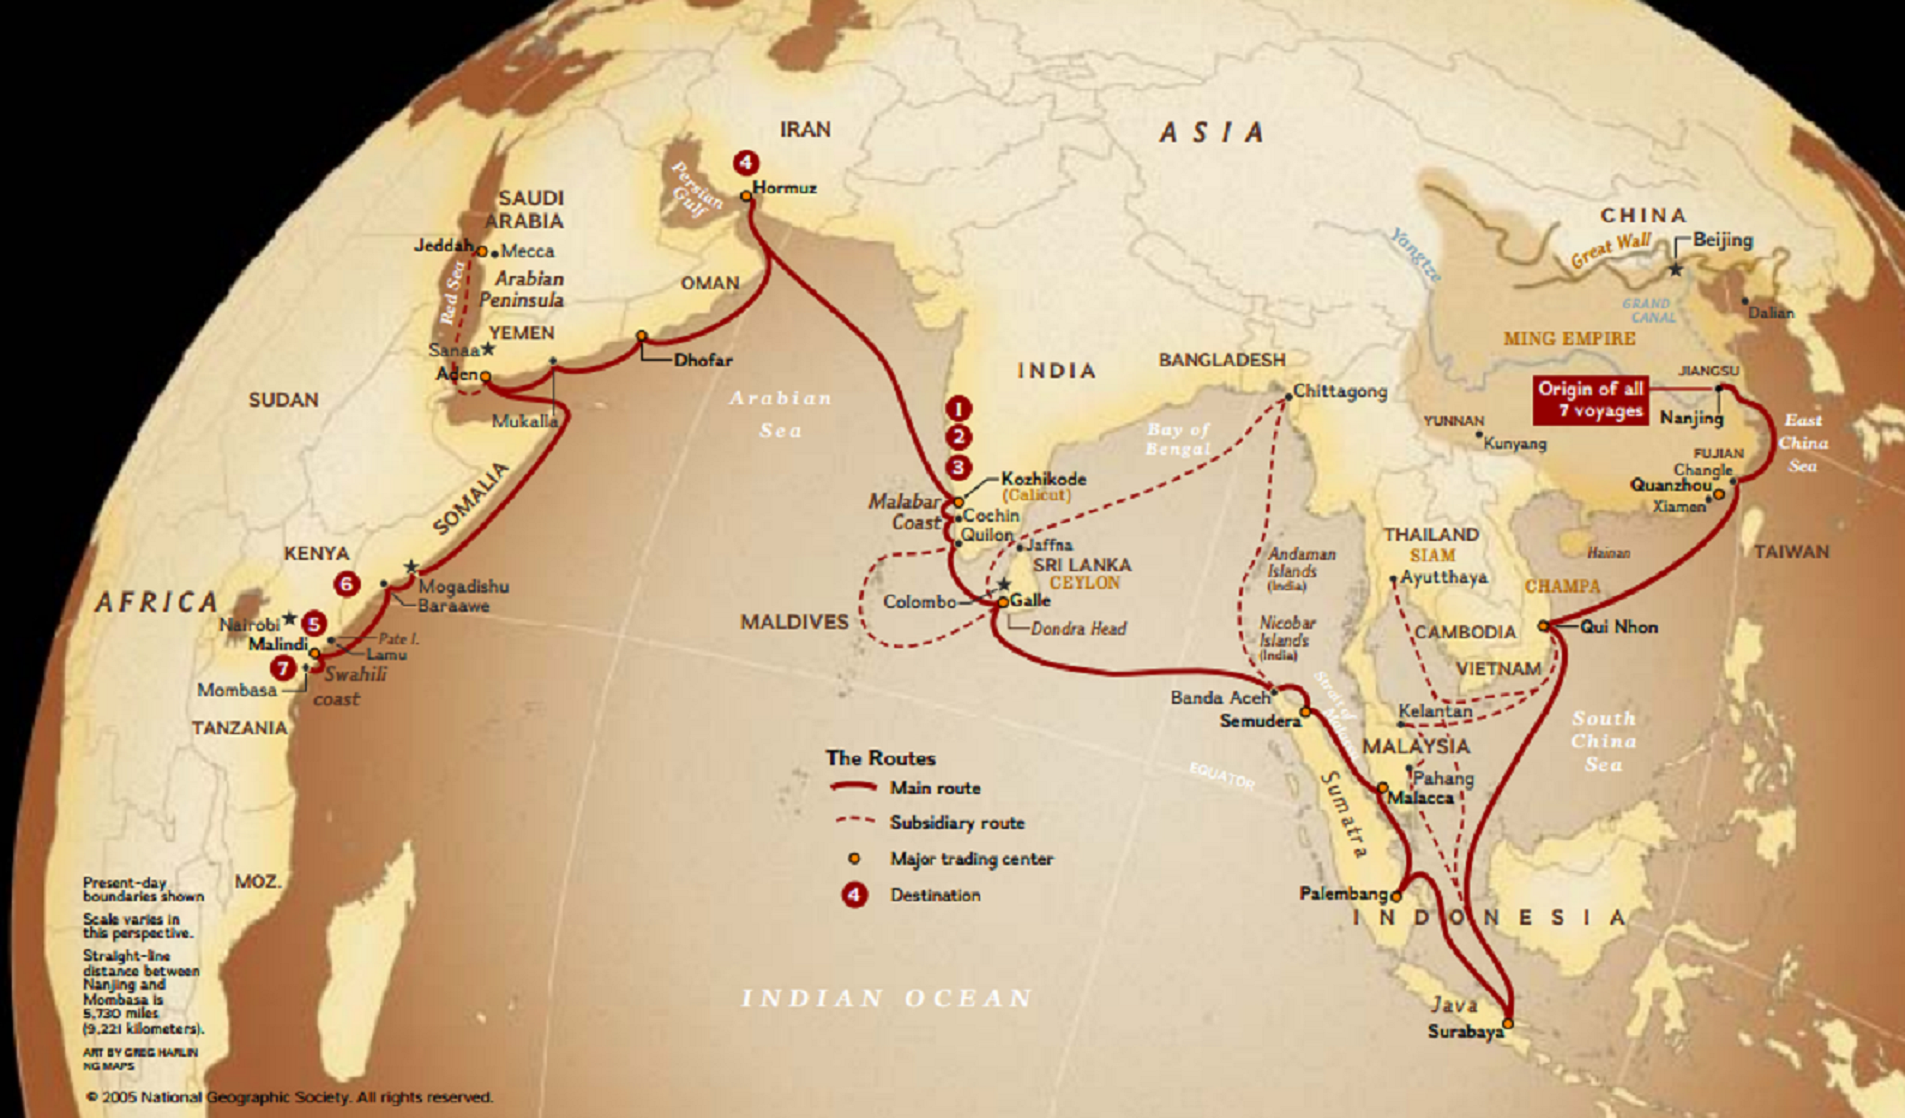 ASIA
IRAN
4
Hormuz
Persian
Gulf
SAUDI
ARABIA
Jeddah
Mecca
Arabian
Peninsula
Red Sea
OMAN
YEMEN
Sanaa
Aden
Dhofar
Mukalla
SUDAN
Arabian
Sea
INDIA
BANGLADESH
Chittagong
Bay of
Bengal
1
2
3
Kozhikode
(Calicut)
Malabar
Coast
Cochin
Quilon
Jaffna
SRI LANKA
CEYLON
Colombo
Galle
Dondra Head
MALDIVES
Andaman
Islands
(India)
Nicobar
Islands
(India)
CHINA
Great Wall
Beijing
Yangtze
GRAND
CANAL
Dalian
MING EMPIRE
JIANGSU
Origin of all
7 voyages
Nanjing
YUNNAN
Kunyang
East
China
Sea
FUJIAN
Changle
Quanzhou
Xiamen
TAIWAN
Hainan
THAILAND
SIAM
Ayutthaya
CHAMPA
Qui Nhon
CAMBODIA
VIETNAM
Kelantan
South
China
Sea
MALAYSIA
Pahang
Malacca
Strait of
Banda Aceh
Semudera
Sumatra
EQUATOR
Palembang
INDONESIA
Java
Surabaya
SOMALIA
KENYA
6
Mogadishu
Baraawe
AFRICA
Nairobi
5
Malindi
Pate I.
Lamu
7
Swahili
coast
Mombasa
TANZANIA
MOZ.
INDIAN OCEAN
The Routes
Main route
Subsidiary route
Major trading center
4 Destination
Present-day
boundaries shown
Scale varies in
this perspective.
Straight-line
distance between
Nanjing and
Mombasa is
5,730 miles
(9,221 kilometers).
ART BY GREG HARLIN
NG MAPS
© 2005 National Geographic Society. All rights reserved.